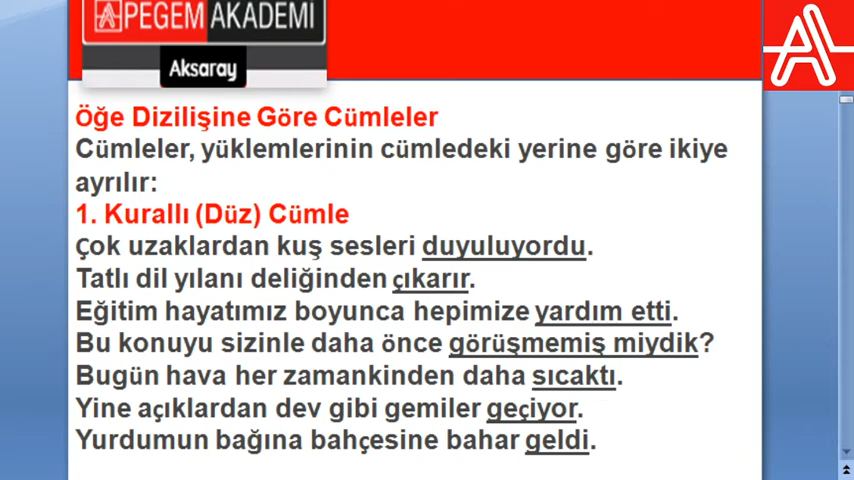 PEGEM AKADEMİ
Aksaray
Öğe Dizilişine Göre Cümleler
Cümleler, yüklemlerinin cümledeki yerine göre ikiye
ayrılır:
1. Kurallı (Düz) Cümle
Çok uzaklardan kuş sesleri duyuluyordu.
Tatlı dil yılanı deliğinden çıkarır.
Eğitim hayatımız boyunca hepimize yardım etti.
Bu konuyu sizinle daha önce görüşmemiş miydik?
Bugün hava her zamankinden daha sıcaktı.
Yine açıklardan dev gibi gemiler geçiyor.
Yurdumun bağına bahçesine bahar geldi.